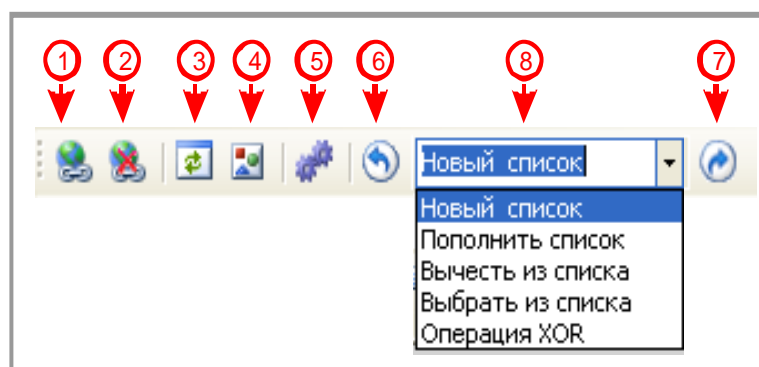 1 2 3 4 5 6 8 7
Новый список
Новый список
Пополнить список
Вычесть из списка
Выбрать из списка
Операция XOR